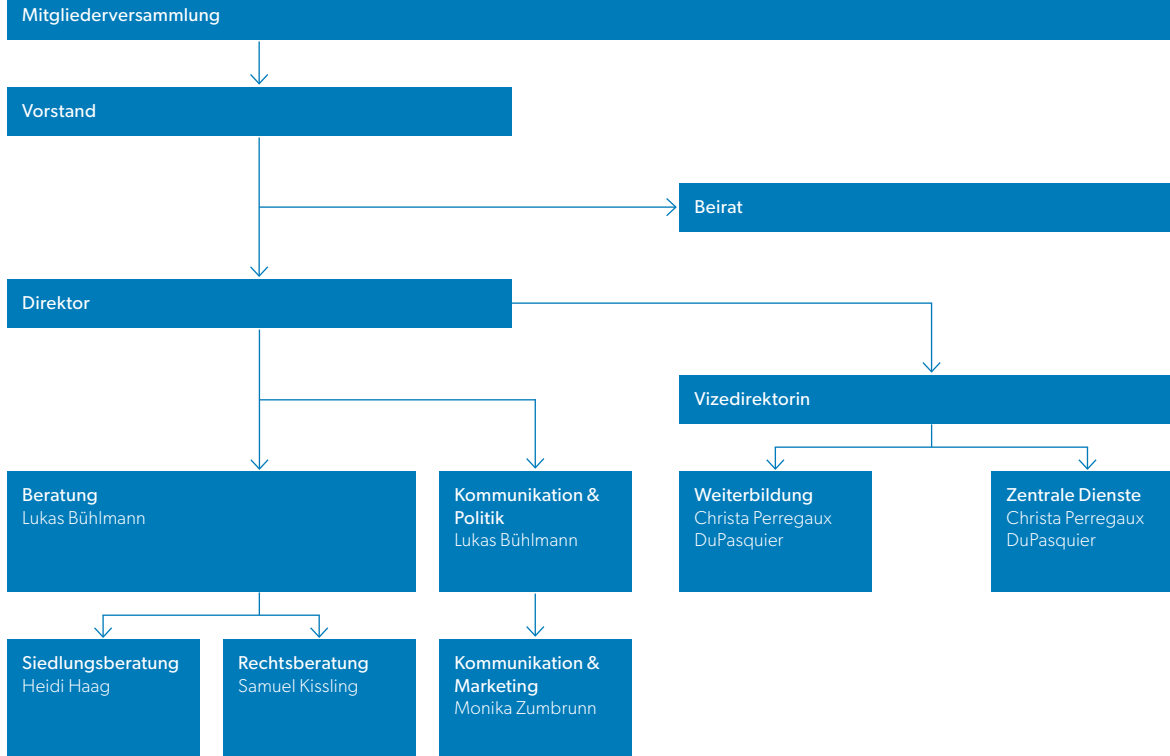 Mitgliederversammlung
Vorstand
Beirat
Direktor
Vizedirektorin
Beratung
Lukas Bühlmann
Kommunikation &
Politik
Lukas Bühlmann
Weiterbildung
Christa Perregaux
DuPasquier
Zentrale Dienste
Christa Perregaux
DuPasquier
Siedlungsberatung
Heidi Haag
Rechtsberatung
Samuel Kissling
Kommunikation &
Marketing
Monika Zumbrunn